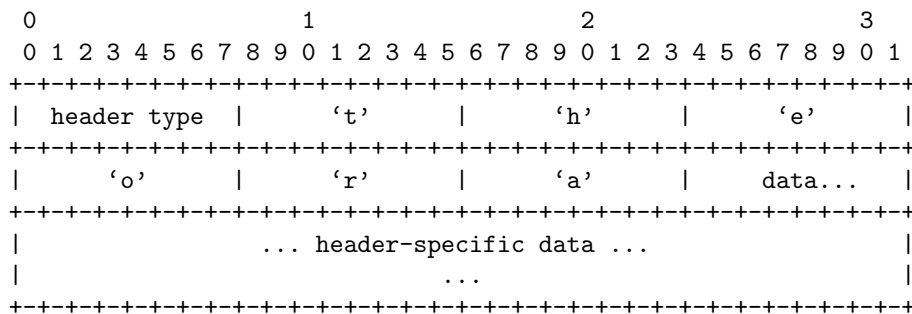 0                   1                   2                   3
0 1 2 3 4 5 6 7 8 9 0 1 2 3 4 5 6 7 8 9 0 1 2 3 4 5 6 7 8 9 0 1
+-+-+-+-+-+-+-+-+-+-+-+-+-+-+-+-+-+-+-+-+-+-+-+-+-+-+-+-+-+-+-+-+
|  header type  |      ‘t’      |      ‘h’      |      ‘e’      |
+-+-+-+-+-+-+-+-+-+-+-+-+-+-+-+-+-+-+-+-+-+-+-+-+-+-+-+-+-+-+-+-+
|      ‘o’      |      ‘r’      |      ‘a’      |     data...   |
+-+-+-+-+-+-+-+-+-+-+-+-+-+-+-+-+-+-+-+-+-+-+-+-+-+-+-+-+-+-+-+-+
|                 ... header-specific data ...                  |
|                              ...                              |
+-+-+-+-+-+-+-+-+-+-+-+-+-+-+-+-+-+-+-+-+-+-+-+-+-+-+-+-+-+-+-+-+